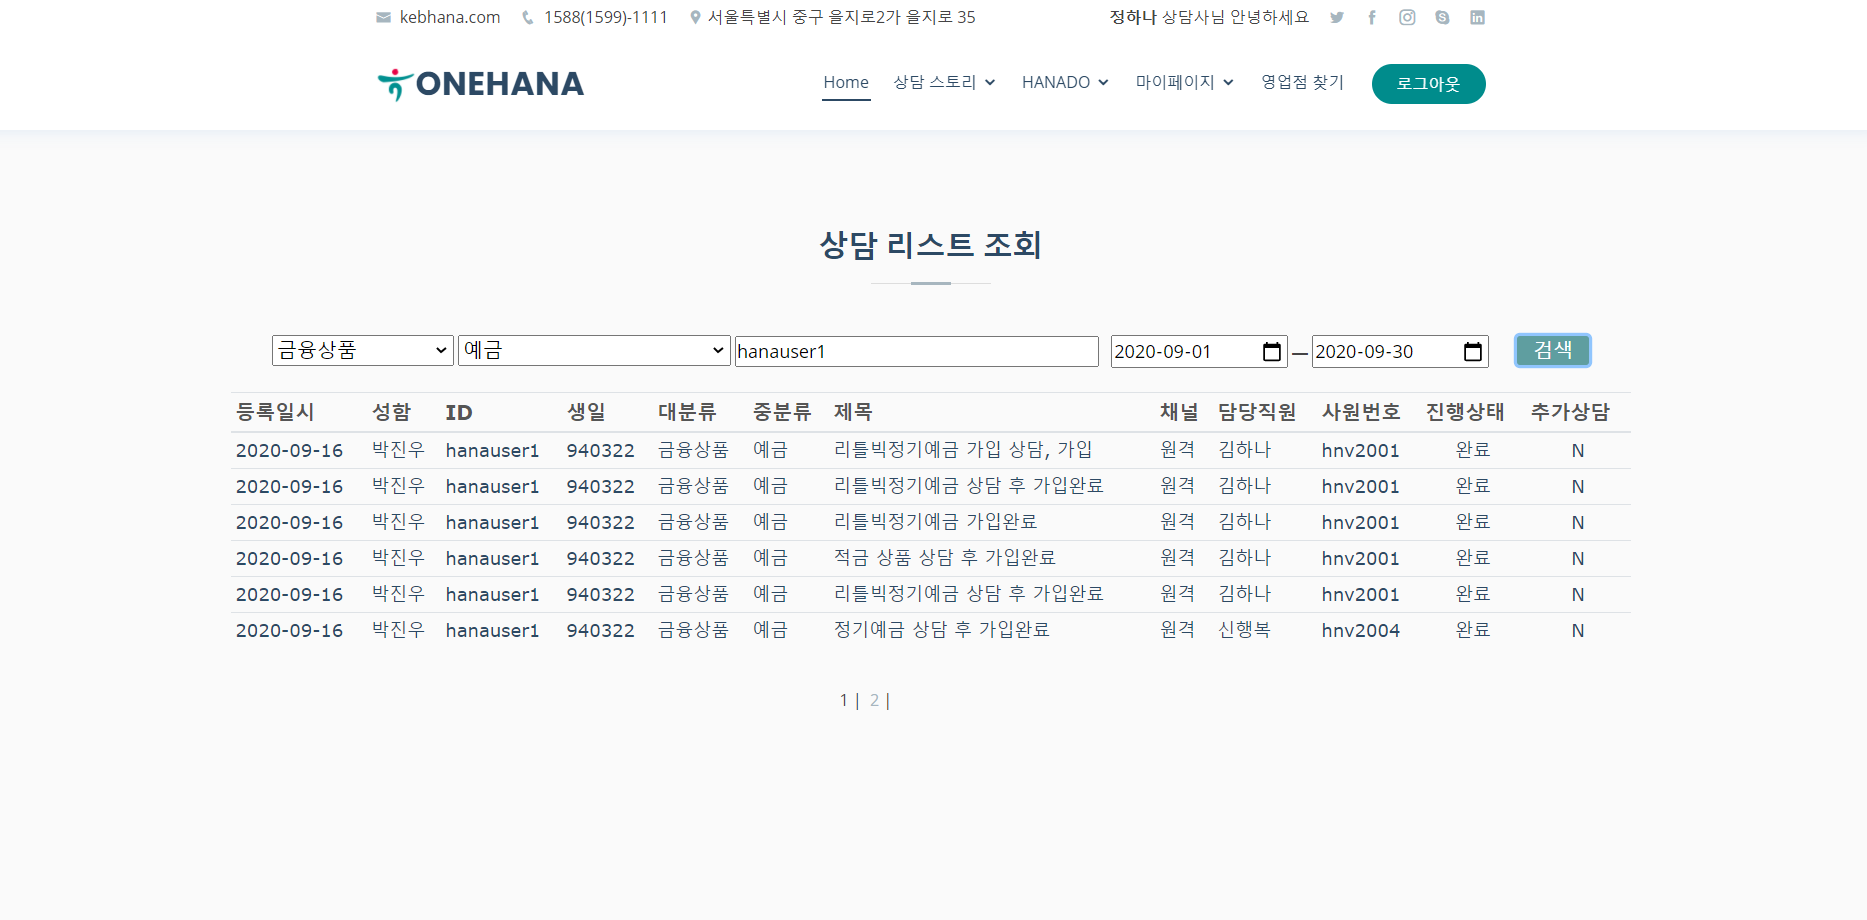 kebhana.com 1588(1599)-1111 서울특별시 중구 을지로2가 을지로 35 정하나 상담사님 안녕하세요
ONEHANA Home 상담 스토리 HANADO 마이페이지 영업점 찾기 로그아웃
상담 리스트 조회
금융상품 예금 hanauser1 2020-09-01 — 2020-09-30 검색
등록일시 성함 ID 생일 대분류 중분류 제목 채널 담당직원 사원번호 진행상태 추가상담
2020-09-16 박진우 hanauser1 940322 금융상품 예금 리틀빅정기예금 가입 상담, 가입 원격 김하나 hnv2001 완료 N
2020-09-16 박진우 hanauser1 940322 금융상품 예금 리틀빅정기예금 상담 후 가입완료 원격 김하나 hnv2001 완료 N
2020-09-16 박진우 hanauser1 940322 금융상품 예금 리틀빅정기예금 가입완료 원격 김하나 hnv2001 완료 N
2020-09-16 박진우 hanauser1 940322 금융상품 예금 적금 상품 상담 후 가입완료 원격 김하나 hnv2001 완료 N
2020-09-16 박진우 hanauser1 940322 금융상품 예금 리틀빅정기예금 상담 후 가입완료 원격 김하나 hnv2001 완료 N
2020-09-16 박진우 hanauser1 940322 금융상품 예금 정기예금 상담 후 가입완료 원격 신행복 hnv2004 완료 N
1 | 2 |